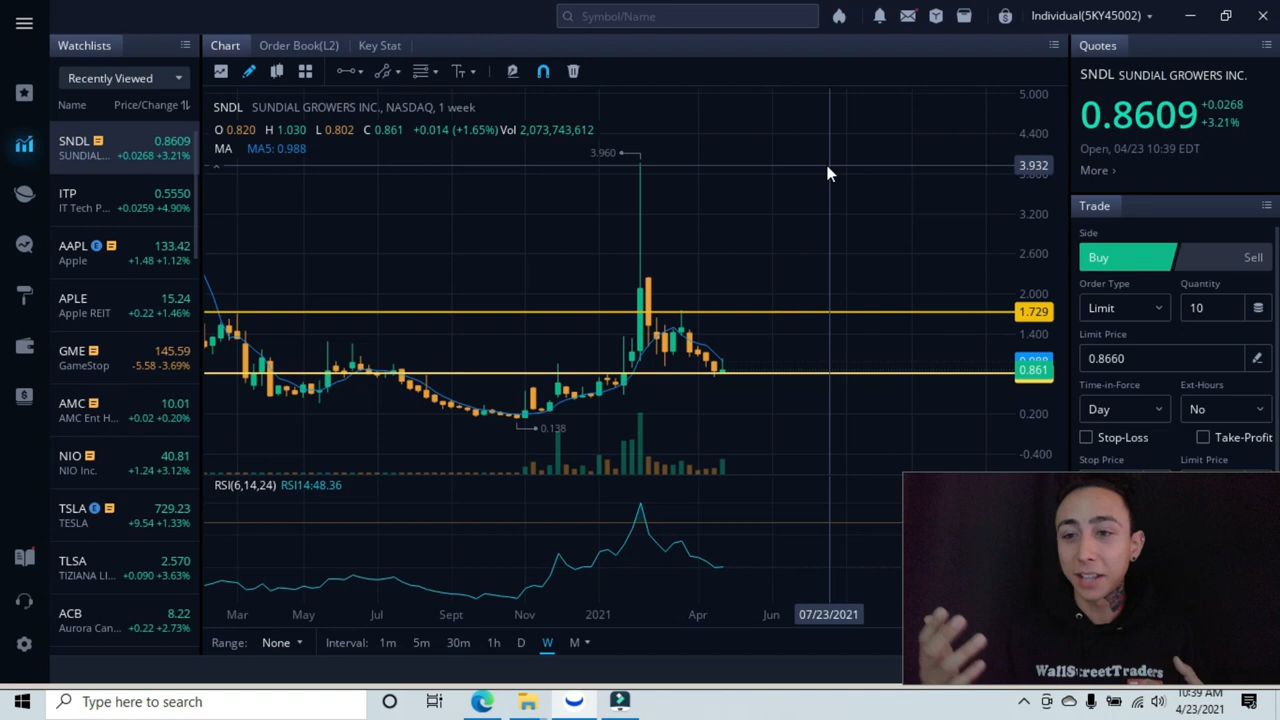 Symbol/Name
Individual(5KY45002)
Watchlists
Chart
Order Book(L2)
Key Stat
Quotes
Recently Viewed
Name Price/Change
SNDL 0.8609
SUNDIAL... +0.0268 +3.21%
ITP 0.5550
IT Tech P... +0.0259 +4.90%
AAPL E 133.42
Apple +1.48 +1.12%
APLE 15.24
Apple REIT +0.22 +1.46%
GME 145.59
GameStop -5.58 -3.69%
AMC 10.01
AMC Ent H... +0.02 +0.20%
NIO 40.81
NIO Inc. +1.24 +3.12%
TSLA E 729.23
TESLA +9.54 +1.33%
TLSA 2.570
TIZIANA LI... +0.090 +3.63%
ACB 8.22
Aurora Can... +0.22 +2.73%
SNDL SUNDIAL GROWERS INC., NASDAQ, 1 week
O 0.820 H 1.030 L 0.802 C 0.861 +0.014 (+1.65%) Vol 2,073,743,612
MA MA5: 0.988
3.960
0.138
5.000
4.400
3.932
3.800
3.200
2.600
2.000
1.729
1.400
0.988
0.861
0.200
-0.400
RSI(6,14,24) RSI14:48.36
Mar May Jul Sept Nov 2021 Apr Jun 07/23/2021
Range: None Interval: 1m 5m 30m 1h D W M
SNDL SUNDIAL GROWERS INC.
0.8609 +0.0268
+3.21%
Open, 04/23 10:39 EDT
More ›
Trade
Side
Buy Sell
Order Type Quantity
Limit 10
Limit Price
0.8660
Time-in-Force Ext-Hours
Day No
Stop-Loss Take-Profit
Stop Price Limit Price
WallStreetTraders
Type here to search
10:39 AM
4/23/2021